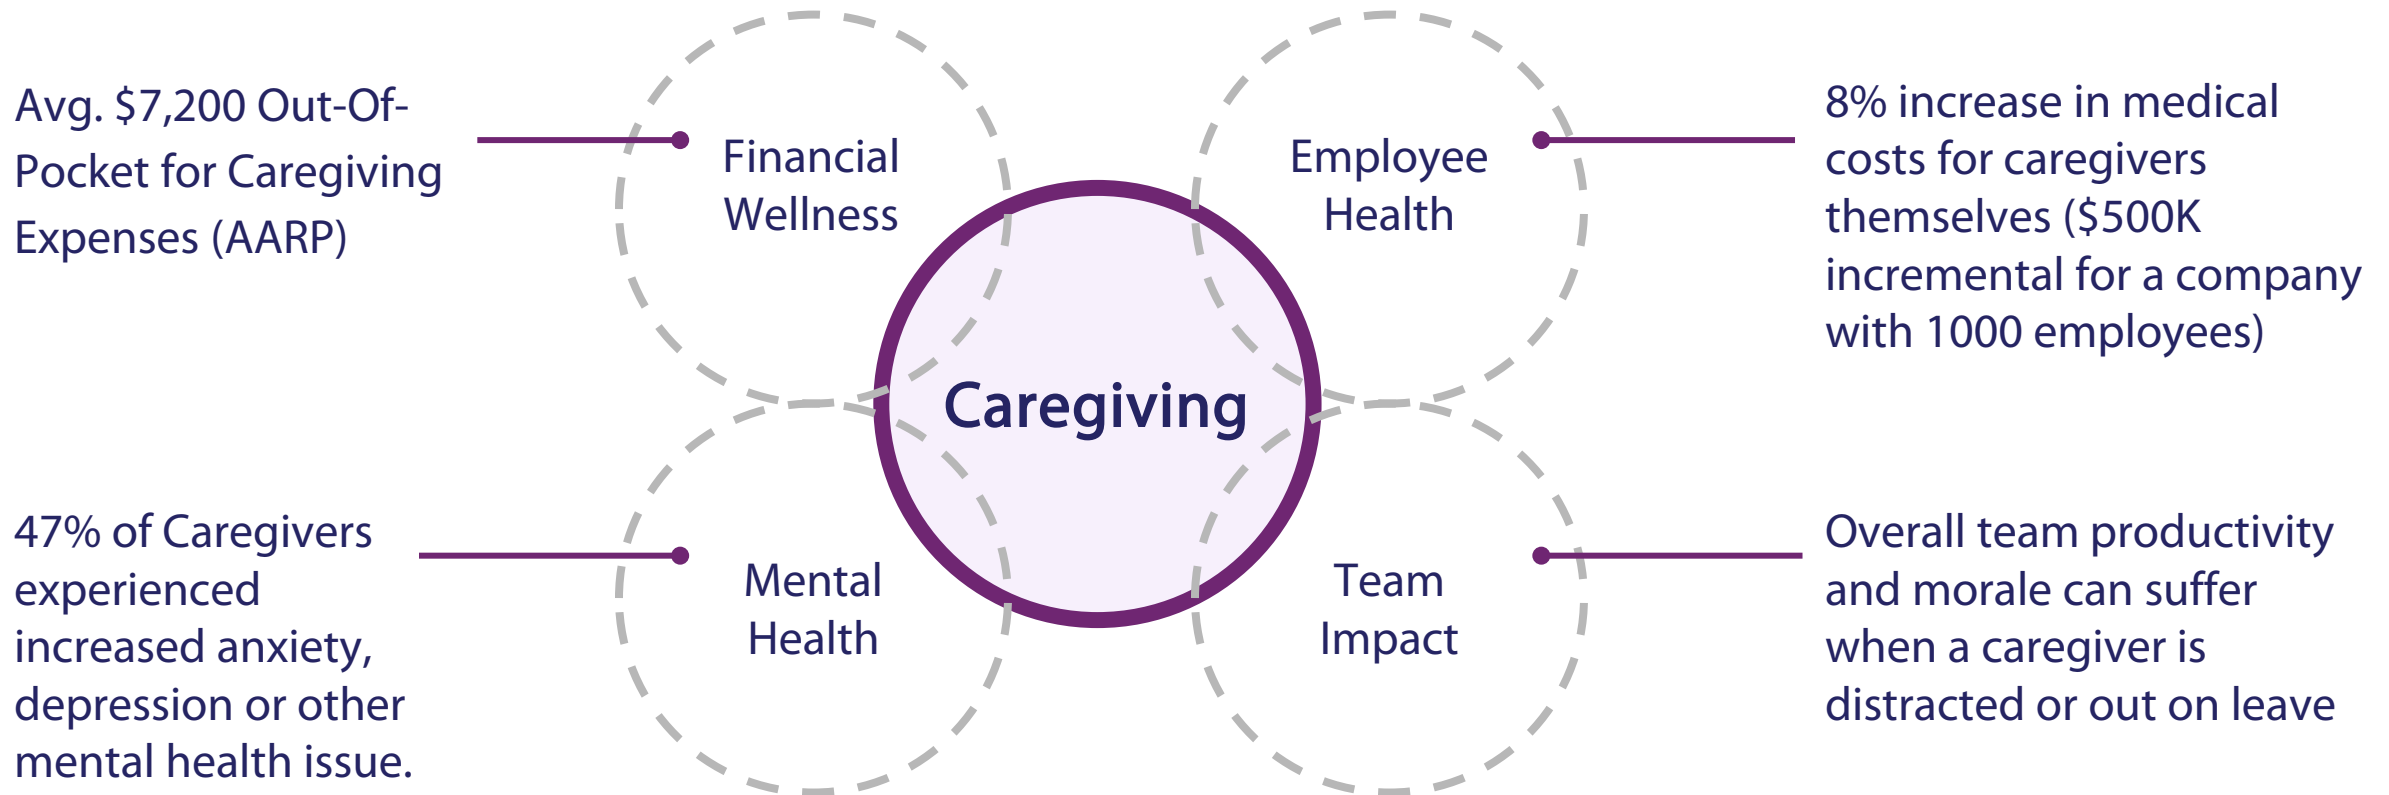 Avg. $7,200 Out-Of-
Pocket for Caregiving
Expenses (AARP)
Financial
Wellness
Employee
Health
8% increase in medical
costs for caregivers
themselves ($500K
incremental for a company
with 1000 employees)
Caregiving
47% of Caregivers
experienced
increased anxiety,
depression or other
mental health issue.
Mental
Health
Team
Impact
Overall team productivity
and morale can suffer
when a caregiver is
distracted or out on leave